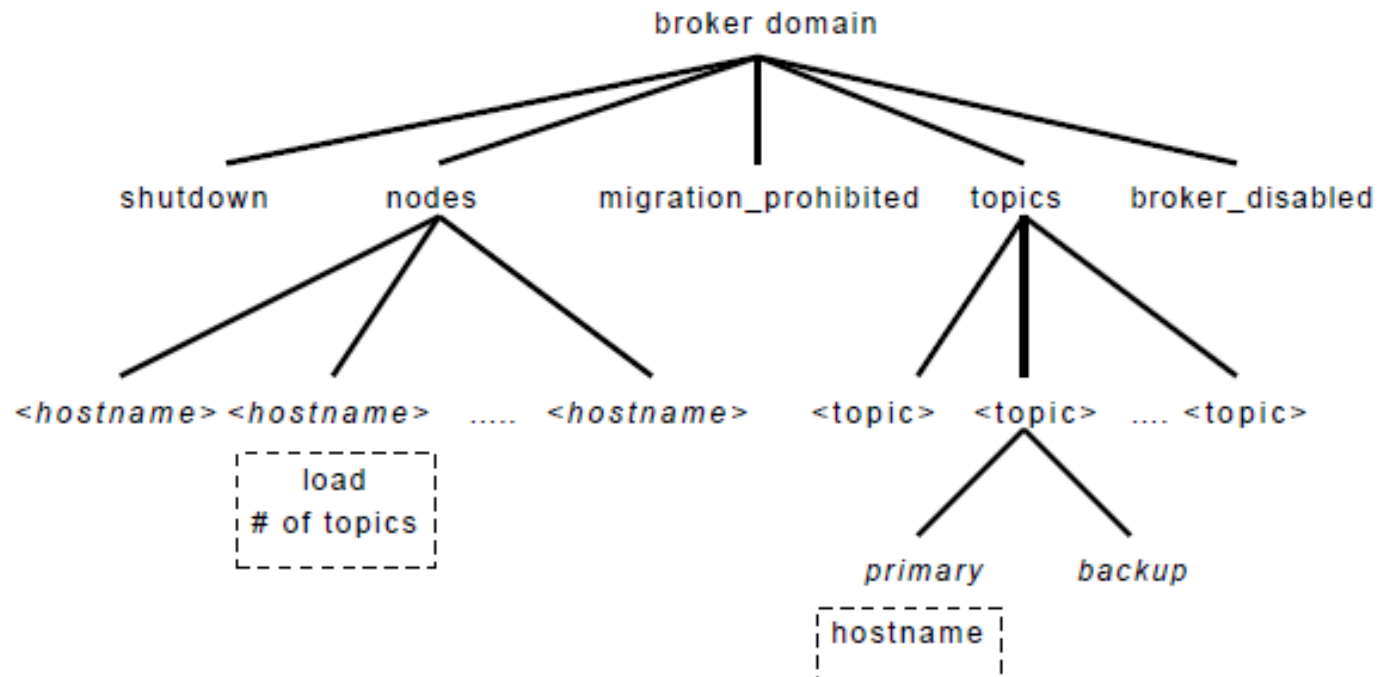 broker domain
shutdown nodes migration_prohibited topics broker_disabled
<hostname> <hostname> ..... <hostname> <topic> <topic> .... <topic>
load
# of topics
primary backup
hostname